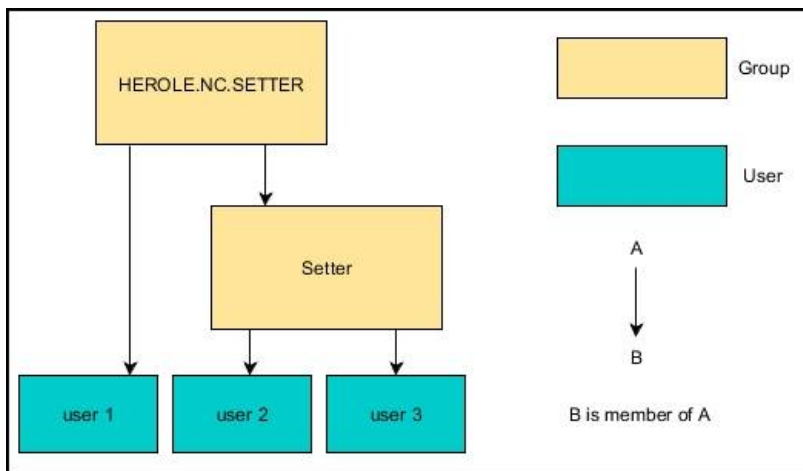 HEROLE.NC.SETTER
Group
User
Setter
A
B
user 1
user 2
user 3
B is member of A